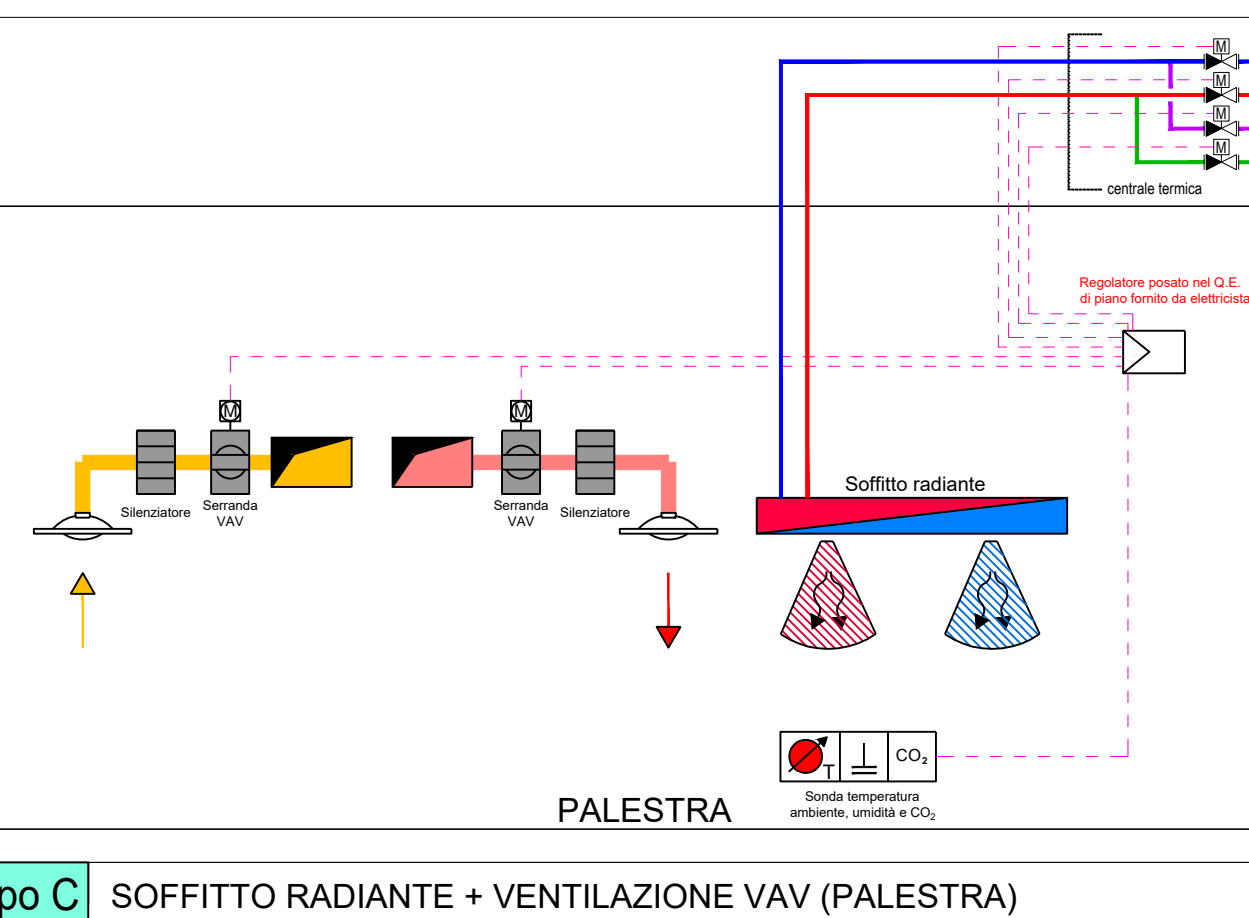 M
M
M
M
centrale termica
Regolatore posato nel Q.E.
di piano fornito da elettricista
M
M
Silenziatore
Serranda
VAV
Serranda
VAV
Silenziatore
Soffitto radiante
T
CO₂
Sonda temperatura
ambiente, umidità e CO₂
PALESTRA
po C
SOFFITTO RADIANTE + VENTILAZIONE VAV (PALESTRA)